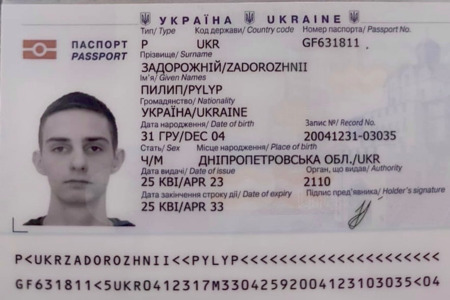 УКРАЇНА UKRAINE
Тип/ Type Код держави/ Country code Номер паспорта/ Passport No.
ПАСПОРТ P UKR GF631811
PASSPORT Прізвище/ Surname
ЗАДОРОЖНІЙ/ZADOROZHNII
Ім'я/ Given Names
ПИЛИП/PYLYP
Громадянство/ Nationality
УКРАЇНА/UKRAINE
Дата народження/ Date of birth Запис №/ Record No.
31 ГРУ/DEC 04 20041231-03035
Стать/ Sex Місце народження/ Place of birth
Ч/M ДНІПРОПЕТРОВСЬКА ОБЛ./UKR
Дата видачі/ Date of issue Орган, що видав/ Authority
25 КВІ/APR 23 2110
Дата закінчення строку дії/ Date of expiry Підпис пред'явника/ Holder's signature
25 КВІ/APR 33
P<UKRZADOROZHNII<<PYLYP<<<<<<<<<<<<<<<<<<<<<
GF631811<5UKR0412317M33042592004123103035<04